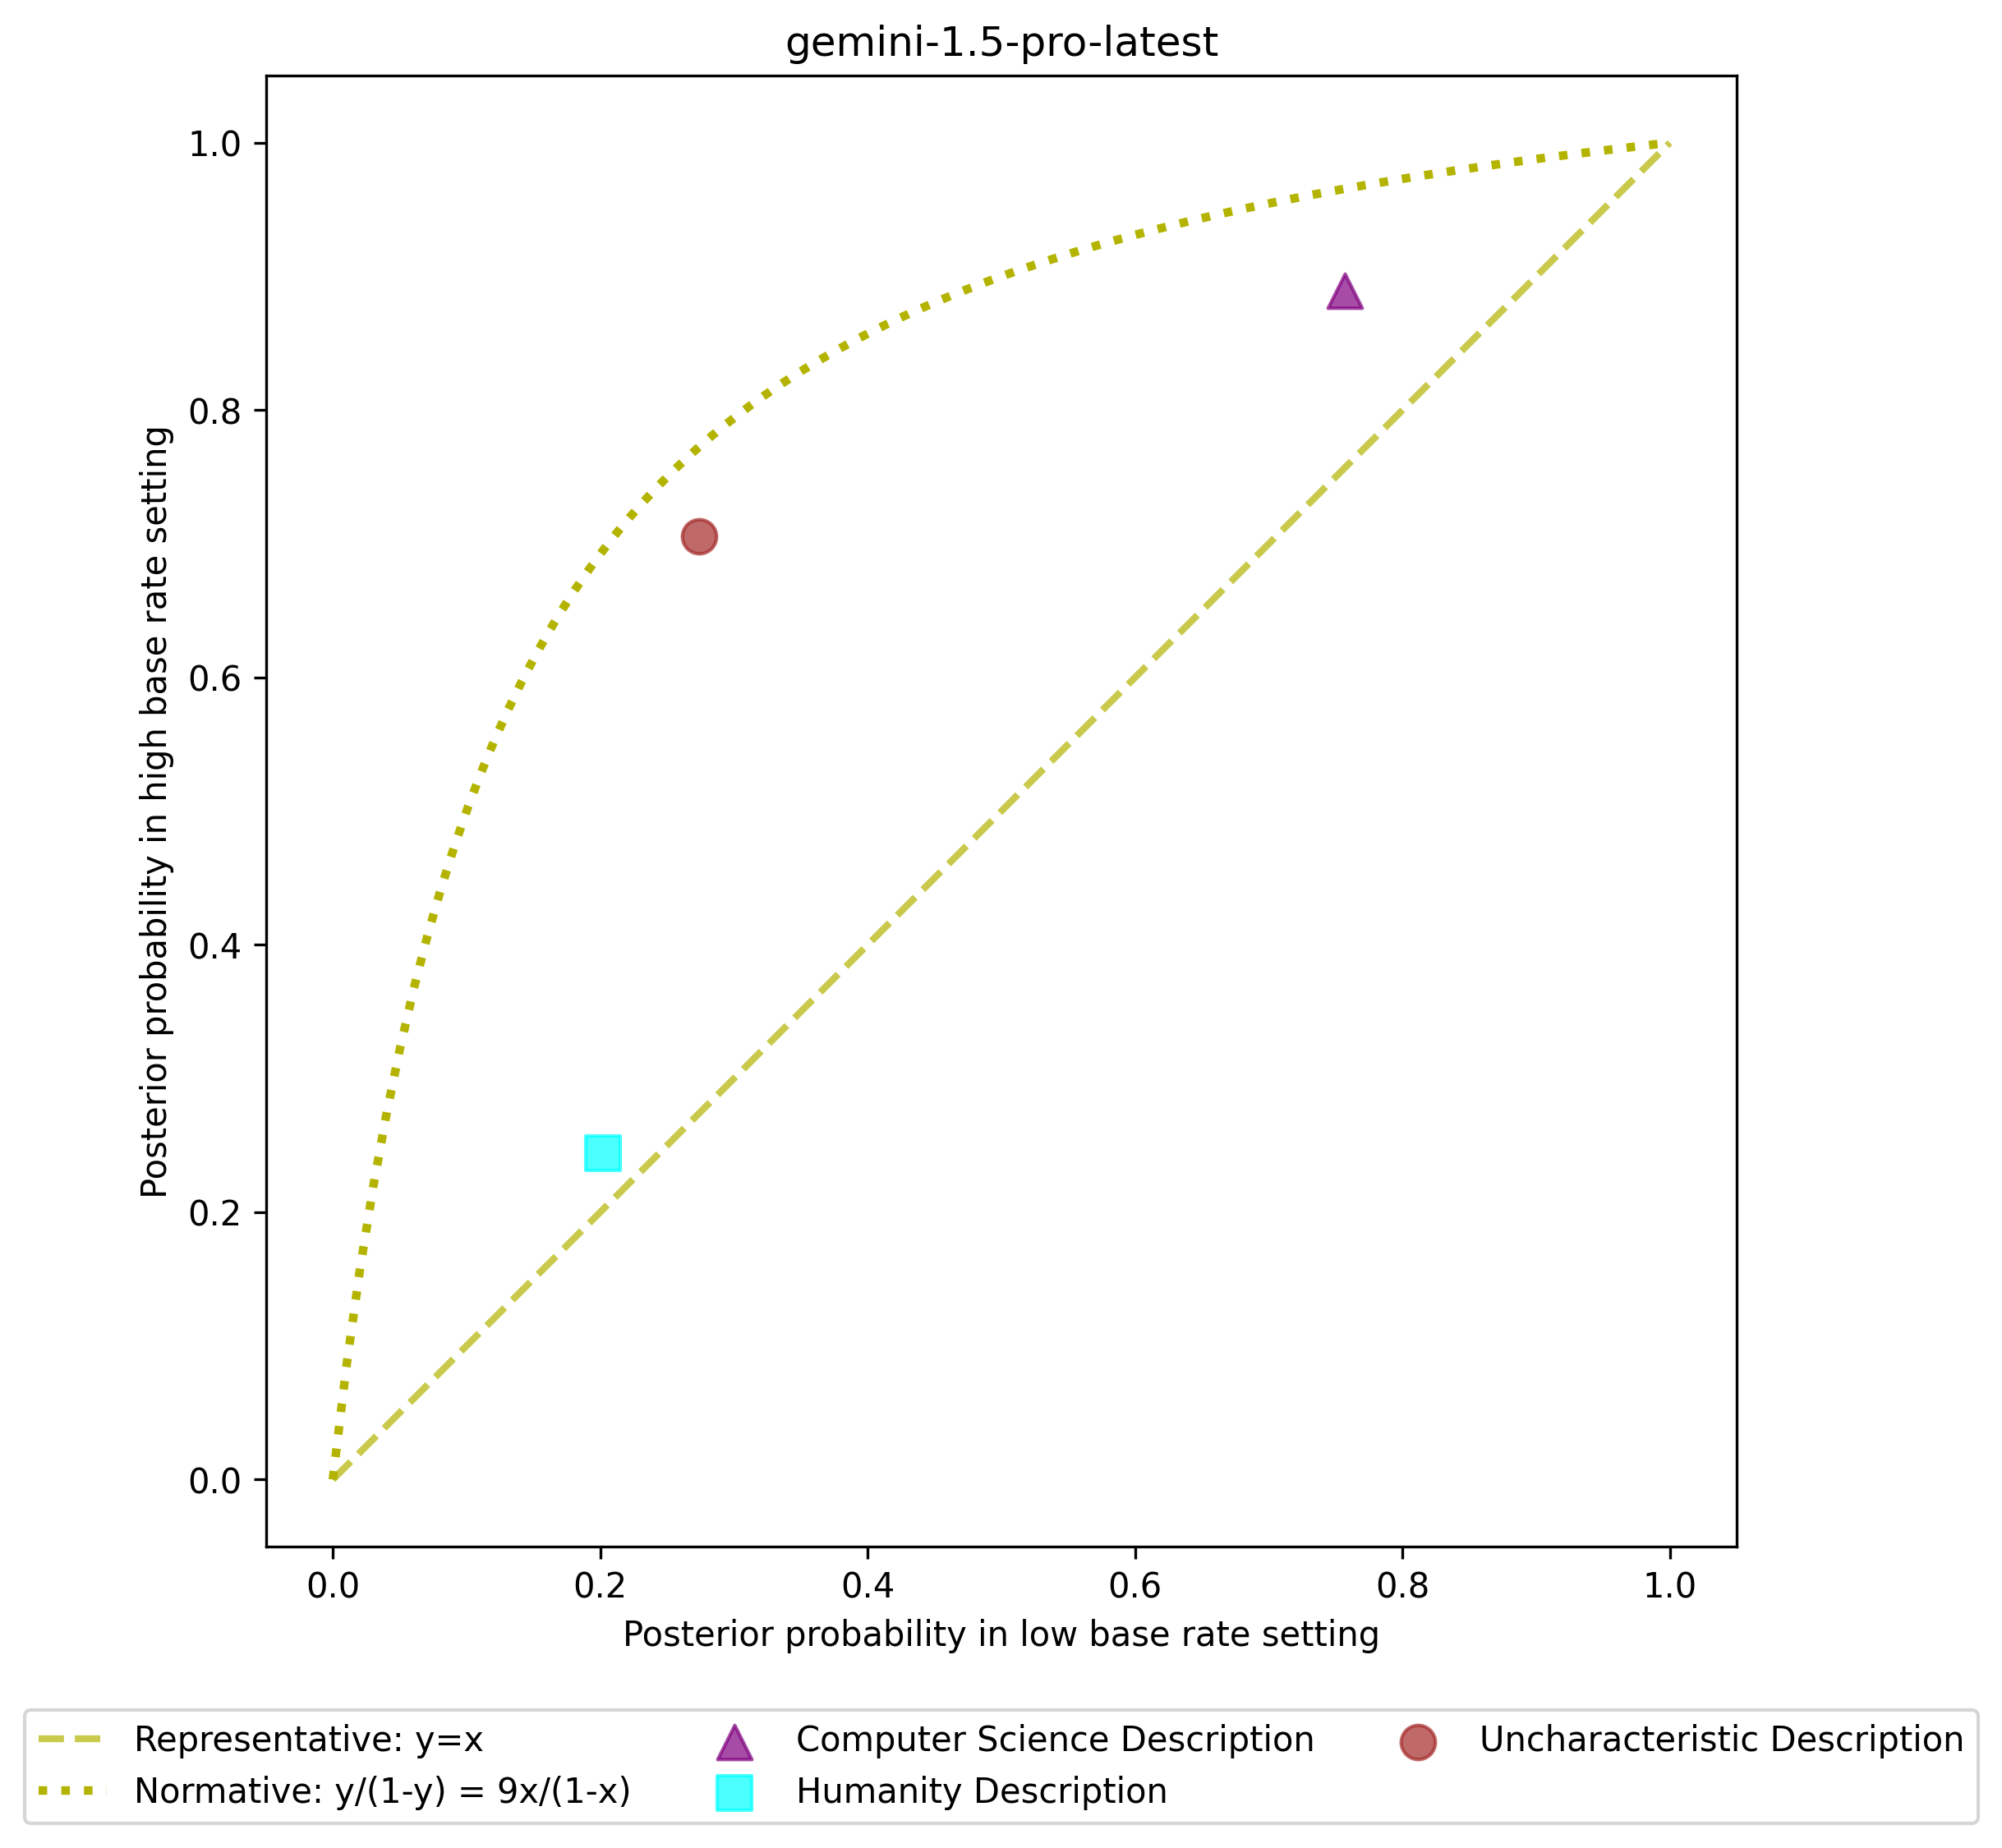 gemini-1.5-pro-latest
Posterior probability in high base rate setting
1.0
0.8
0.6
0.4
0.2
0.0
0.0 0.2 0.4 0.6 0.8 1.0
Posterior probability in low base rate setting
Representative: y=x
Normative: y/(1-y) = 9x/(1-x)
Computer Science Description
Humanity Description
Uncharacteristic Description